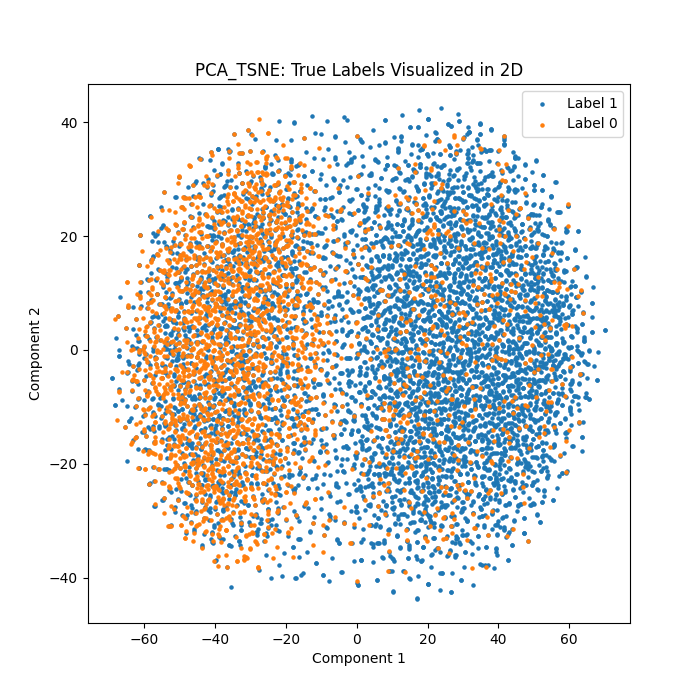 PCA_TSNE: True Labels Visualized in 2D
Label 1
Label 0
40
20
0
−20
−40
Component 2
−60 −40 −20 0 20 40 60
Component 1